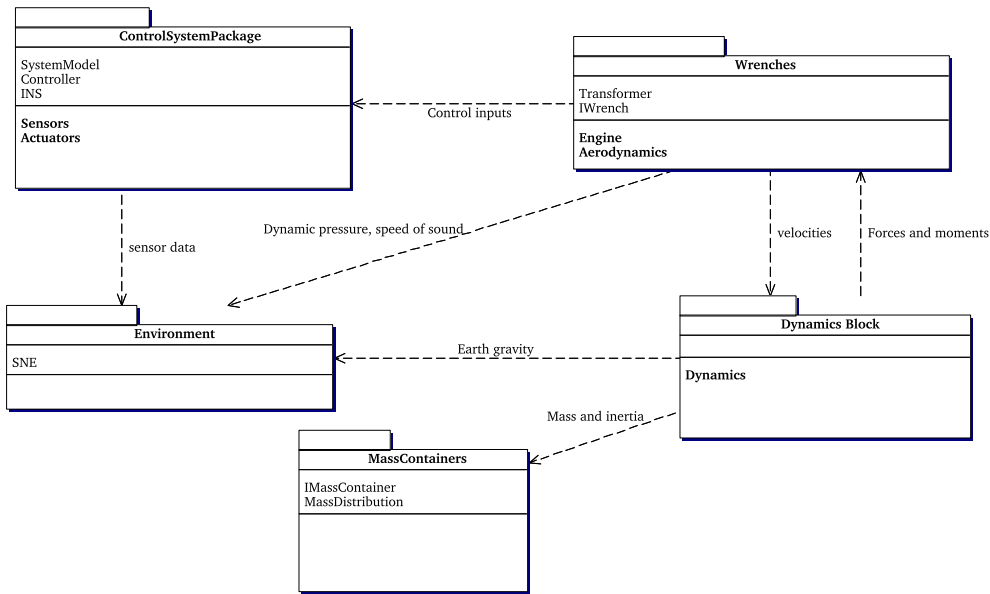 ControlSystemPackage
SystemModel
Controller
INS
Sensors
Actuators
Wrenches
Transformer
IWrench
Engine
Aerodynamics
Control inputs
Dynamic pressure, speed of sound
sensor data
velocities
Forces and moments
Environment
SNE
Earth gravity
Dynamics Block
Dynamics
Mass and inertia
MassContainers
IMassContainer
MassDistribution